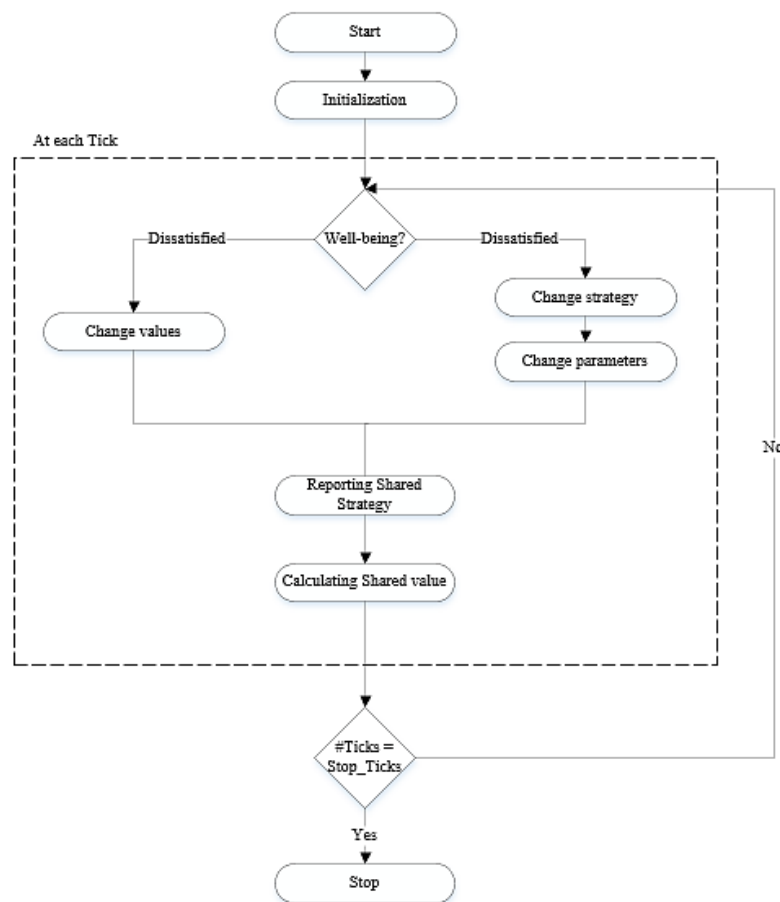 Start
Initialization
At each Tick
Well-being?
Dissatisfied
Dissatisfied
Change strategy
Change values
Change parameters
No
Reporting Shared
Strategy
Calculating Shared value
#Ticks =
Stop_Ticks
Yes
Stop